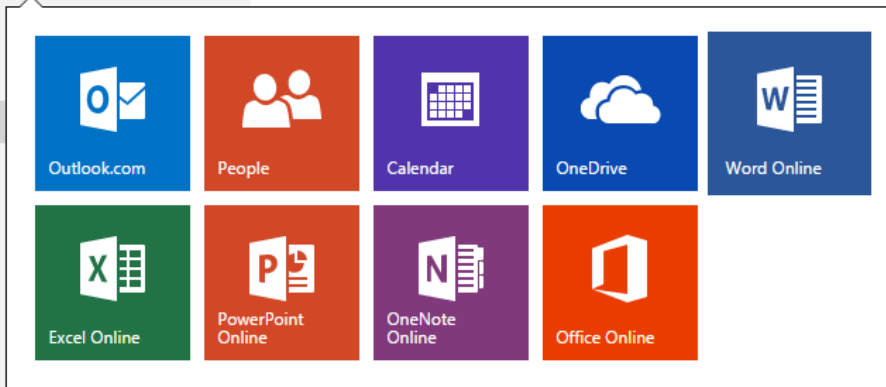 Outlook.com
People
Calendar
OneDrive
Word Online
Excel Online
PowerPoint
Online
OneNote
Online
Office Online